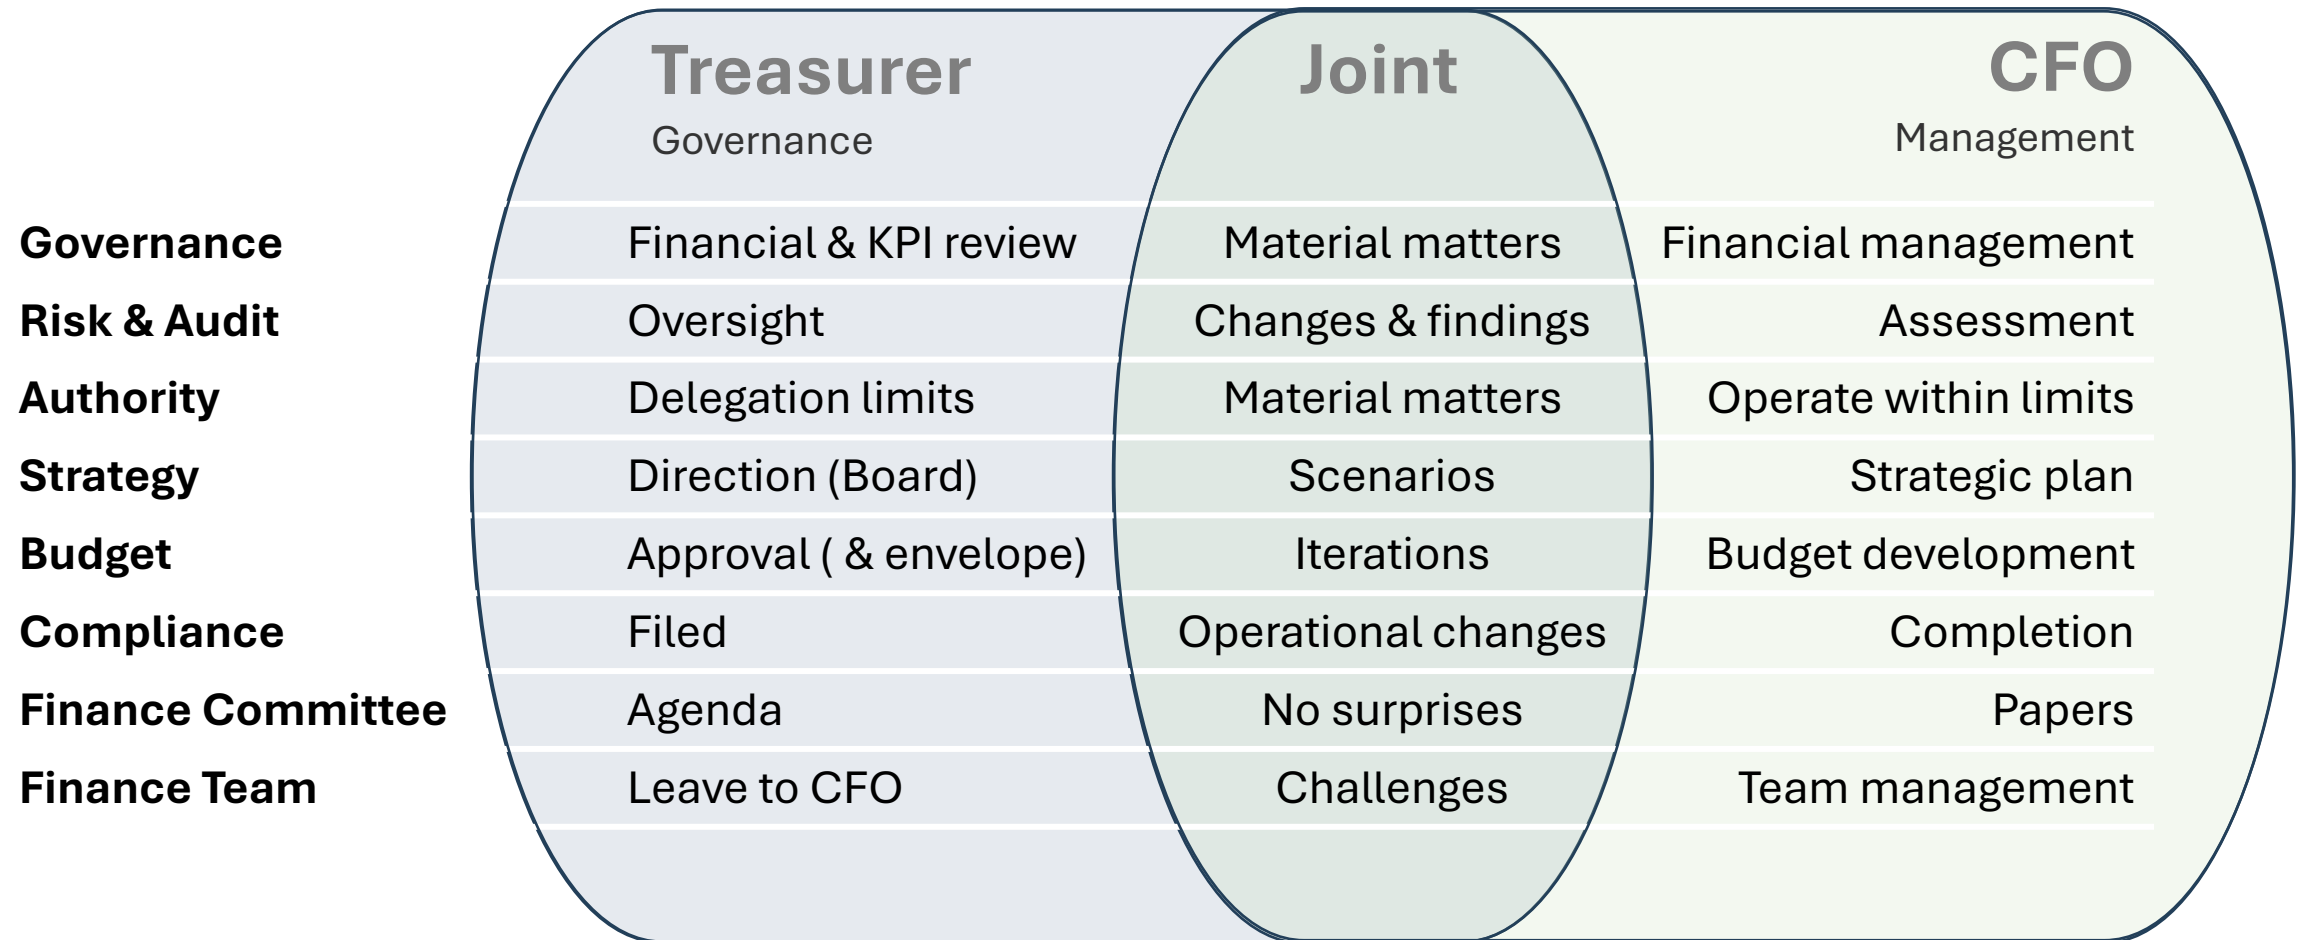 Treasurer Joint CFO
Governance Management
Governance Financial & KPI review Material matters Financial management
Risk & Audit Oversight Changes & findings Assessment
Authority Delegation limits Material matters Operate within limits
Strategy Direction (Board) Scenarios Strategic plan
Budget Approval ( & envelope) Iterations Budget development
Compliance Filed Operational changes Completion
Finance Committee Agenda No surprises Papers
Finance Team Leave to CFO Challenges Team management